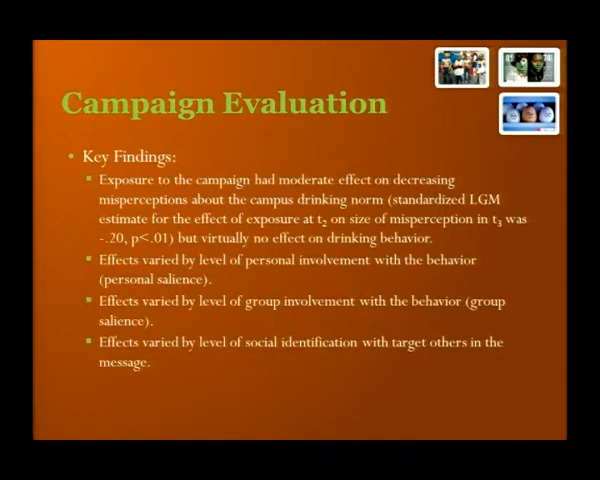 Campaign Evaluation
• Key Findings:
▪ Exposure to the campaign had moderate effect on decreasing
misperceptions about the campus drinking norm (standardized LGM
estimate for the effect of exposure at t2 on size of misperception in t3 was
-.20, p<.01) but virtually no effect on drinking behavior.
▪ Effects varied by level of personal involvement with the behavior
(personal salience).
▪ Effects varied by level of group involvement with the behavior (group
salience).
▪ Effects varied by level of social identification with target others in the
message.